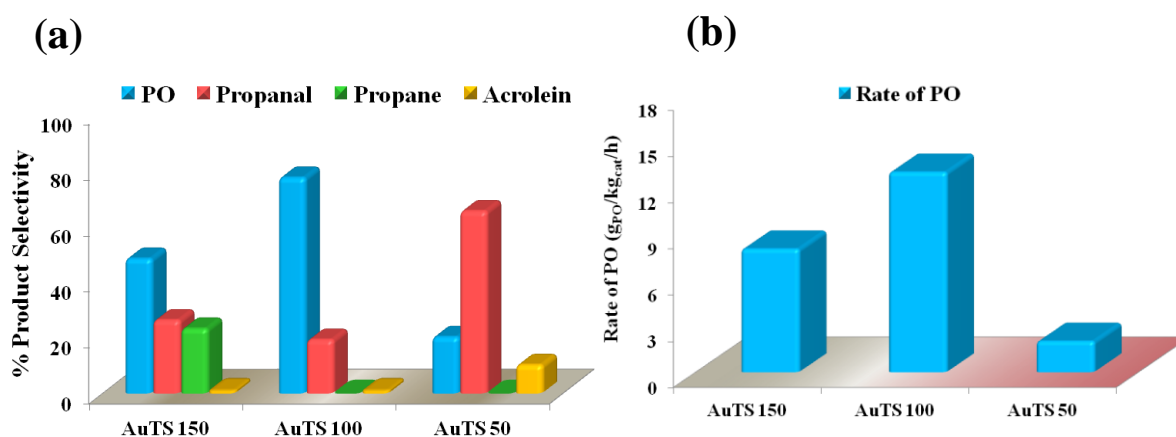 (a)
PO Propanal Propane Acrolein
% Product Selectivity
100
80
60
40
20
0
AuTS 150 AuTS 100 AuTS 50
(b)
Rate of PO
Rate of PO (gPO/kgcat/h)
18
15
12
9
6
3
0
AuTS 150 AuTS 100 AuTS 50